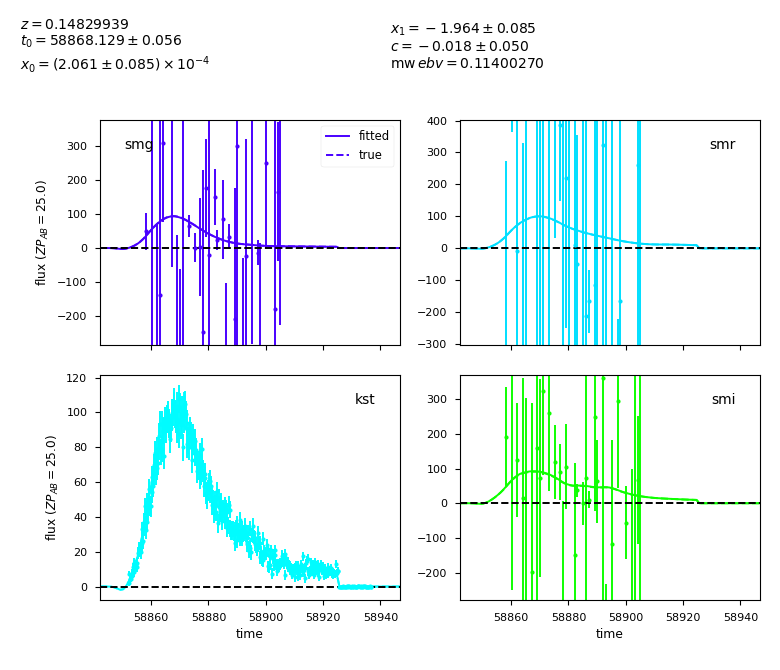 z = 0.14829939
t0 = 58868.129 ± 0.056
x0 = (2.061 ± 0.085) × 10^−4
x1 = −1.964 ± 0.085
c = −0.018 ± 0.050
mw ebv = 0.11400270
smg
fitted
true
300
200
100
0
−100
−200
flux (ZP_AB = 25.0)
smr
400
300
200
100
0
−100
−200
−300
kst
120
100
80
60
40
20
0
flux (ZP_AB = 25.0)
58860 58880 58900 58920 58940
time
smi
300
200
100
0
−100
−200
58860 58880 58900 58920 58940
time